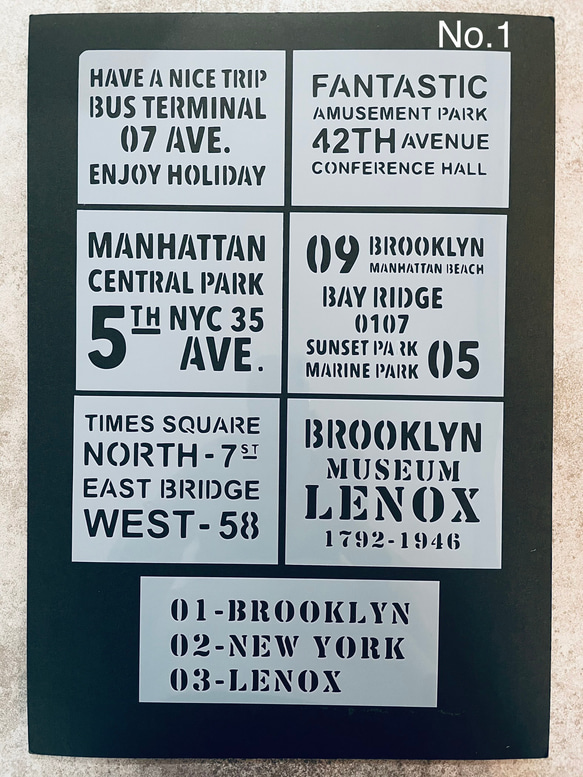 No.1
HAVE A NICE TRIP
BUS TERMINAL
07 AVE.
ENJOY HOLIDAY
FANTASTIC
AMUSEMENT PARK
42TH AVENUE
CONFERENCE HALL
MANHATTAN
CENTRAL PARK
5TH NYC 35
AVE.
09 BROOKLYN
MANHATTAN BEACH
BAY RIDGE
0107
SUNSET PARK
MARINE PARK 05
TIMES SQUARE
NORTH-7ST
EAST BRIDGE
WEST-58
BROOKLYN
MUSEUM
LENOX
1792-1946
01-BROOKLYN
02-NEW YORK
03-LENOX